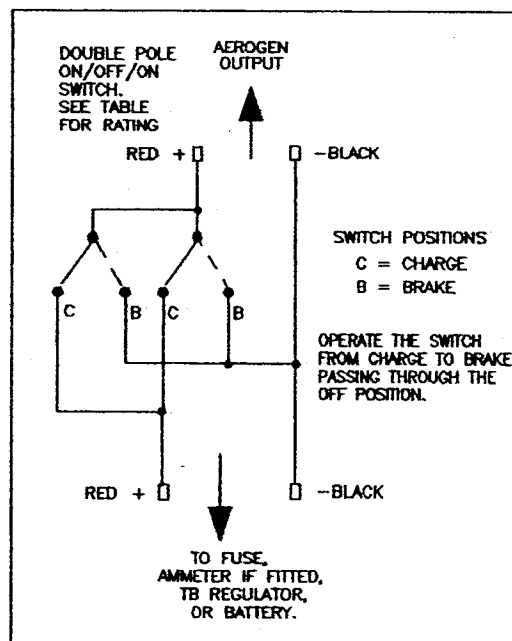 DOUBLE POLE
ON/OFF/ON
SWITCH.
SEE TABLE
FOR RATING
AEROGEN
OUTPUT
RED +
-BLACK
SWITCH POSITIONS
C = CHARGE
B = BRAKE
C
B
C
B
OPERATE THE SWITCH
FROM CHARGE TO BRAKE
PASSING THROUGH THE
OFF POSITION.
RED +
-BLACK
TO FUSE,
AMMETER IF FITTED,
TB REGULATOR,
OR BATTERY.